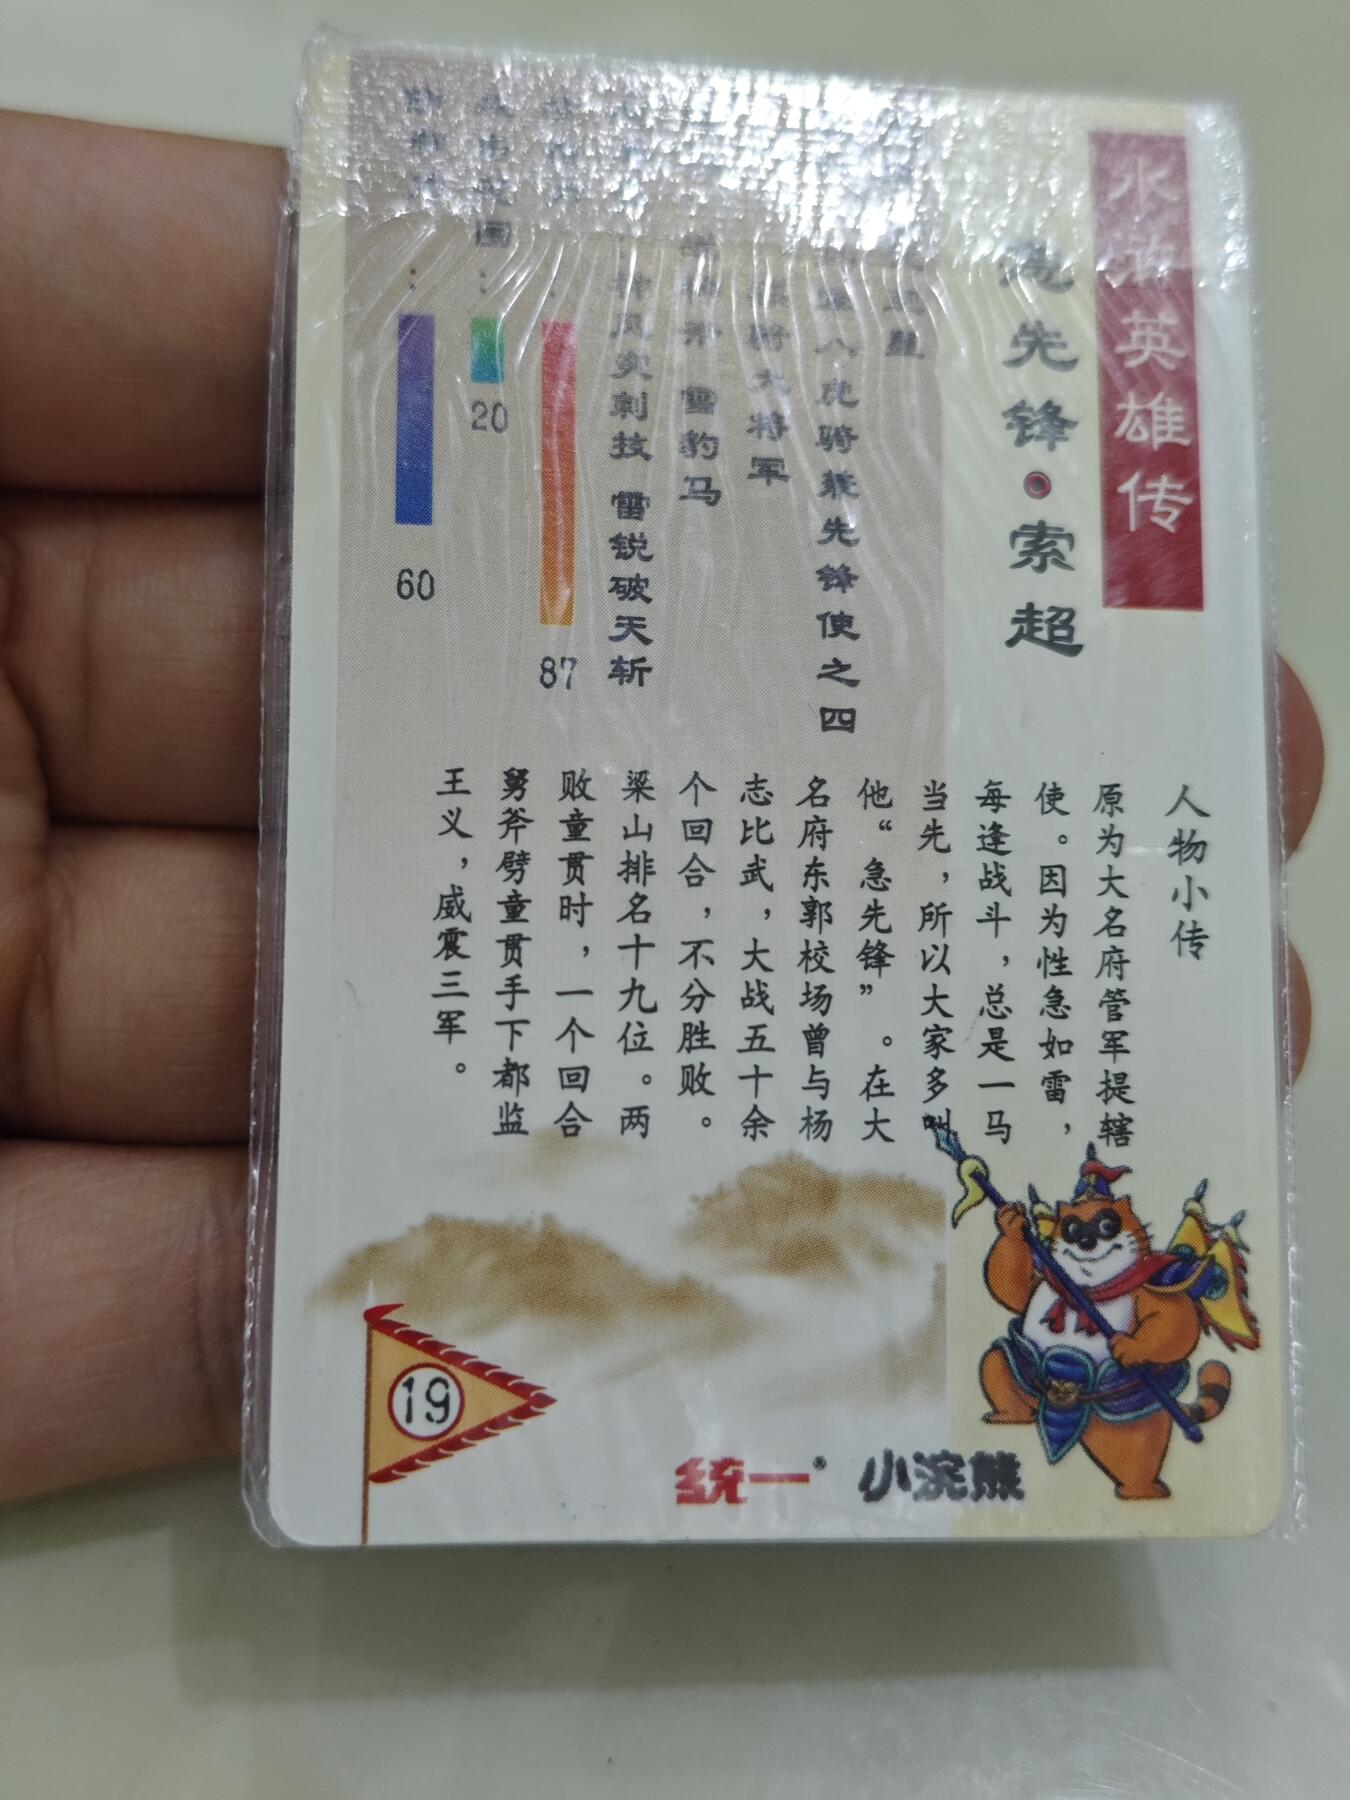 水浒英雄传
急先锋·索超
八虎骑兼先锋使之四
大将军
雪豹马
风突刺技 雷锐破天斩
87
20
60
人物小传
原为大名府管军提辖
使。因为性急如雷，
每逢战斗，总是一马
当先，所以大家多叫
他“急先锋”。在大
名府东郭校场曾与杨
志比武，大战五十余
个回合，不分胜败。
梁山排名十九位。两
败童贯时，一个回合
舅斧劈童贯手下都监
王义，威震三军。
19
统一® 小浣熊